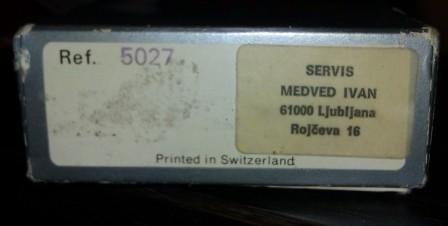 Ref. 5027
SERVIS
MEDVED IVAN
61000 Ljubljana
Rojčeva 16
Printed in Switzerland